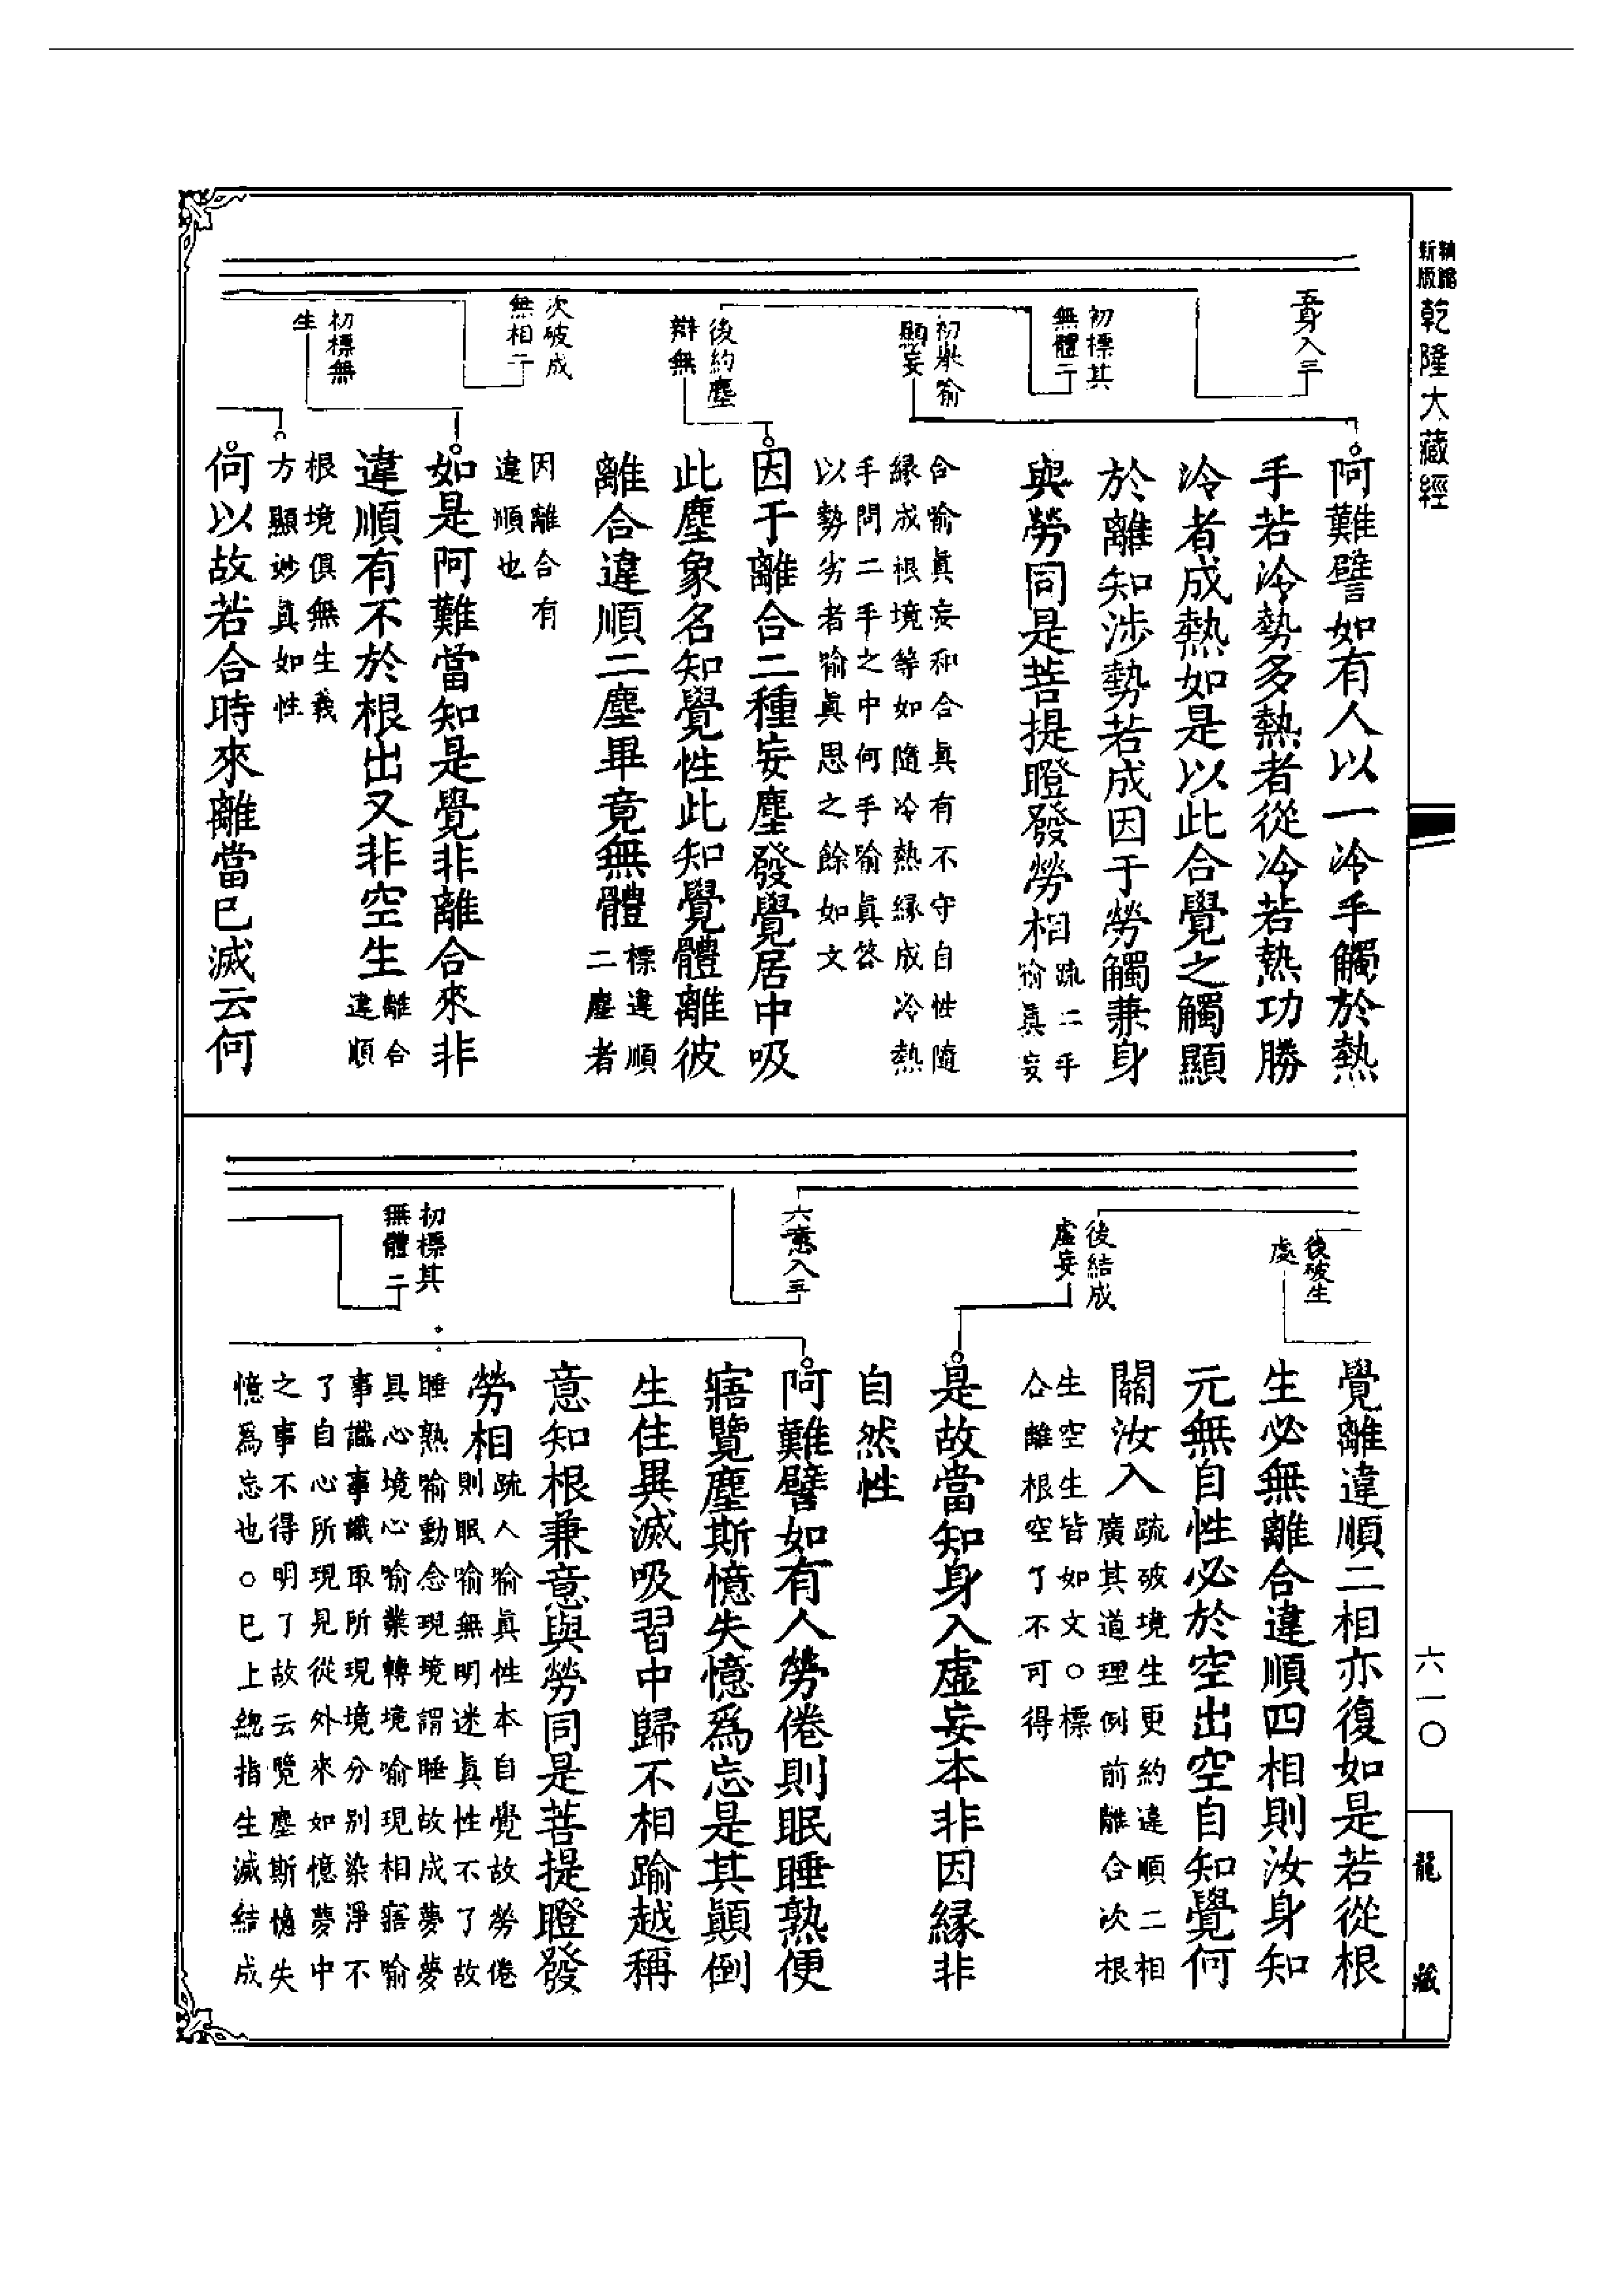 精縮
新版
乾隆大藏經
五身入三
初標其
無體二
初舉喻
顯妄
後約塵
辯無
次破成
無相二
初標無
生
阿難譬如有人以一冷手觸於熱
手若冷勢多熱者從冷若熱功勝
冷者成熱如是以此合覺之觸顯
於離知涉勢若成因于勞觸兼身
與勞同是菩提瞪發勞相疏二手
喻眞妄
合喻眞妄和合眞有不守自性隨
緣成根境等如隨冷熱緣成冷熱
手問二手之中何手喻眞答
以勢劣者喻眞思之餘如文
因于離合二種妄塵發覺居中吸
此塵象名知覺性此知覺體離彼
離合違順二塵畢竟無體標違順
二塵者
因離合有
違順也
如是阿難當知是覺非離合來非
違順有不於根出又非空生離合
違順
根境俱無生義
方顯妙眞如性
何以故若合時來離當已滅云何
後破生
處
後結成
虛妄
六意入三
初標其
無體二
覺離違順二相亦復如是若從根
生必無離合違順四相則汝身知
元無自性必於空出空自知覺何
關汝入疏破境生更約違順二相
廣其道理例前離合次根
生空生皆如文○標
合離根空了不可得
是故當知身入虛妄本非因緣非
自然性
阿難譬如有人勞倦則眠睡熟便
寤覽塵斯憶失憶爲忘是其顚倒
生住異滅吸習中歸不相踰越稱
意知根兼意與勞同是菩提瞪發
勞相疏人喻眞性本自覺故勞倦
則眠喻無明迷眞性不了故
睡熟喻動念現境謂睡故成夢夢
具心境心喻業轉境喻現相寤喻
事識事識取所現境分別染淨不
了自心所現見從外來如憶夢中
之事不得明了故云覽塵斯憶失
憶爲忘也○已上總指生滅結成
六一〇
龍藏